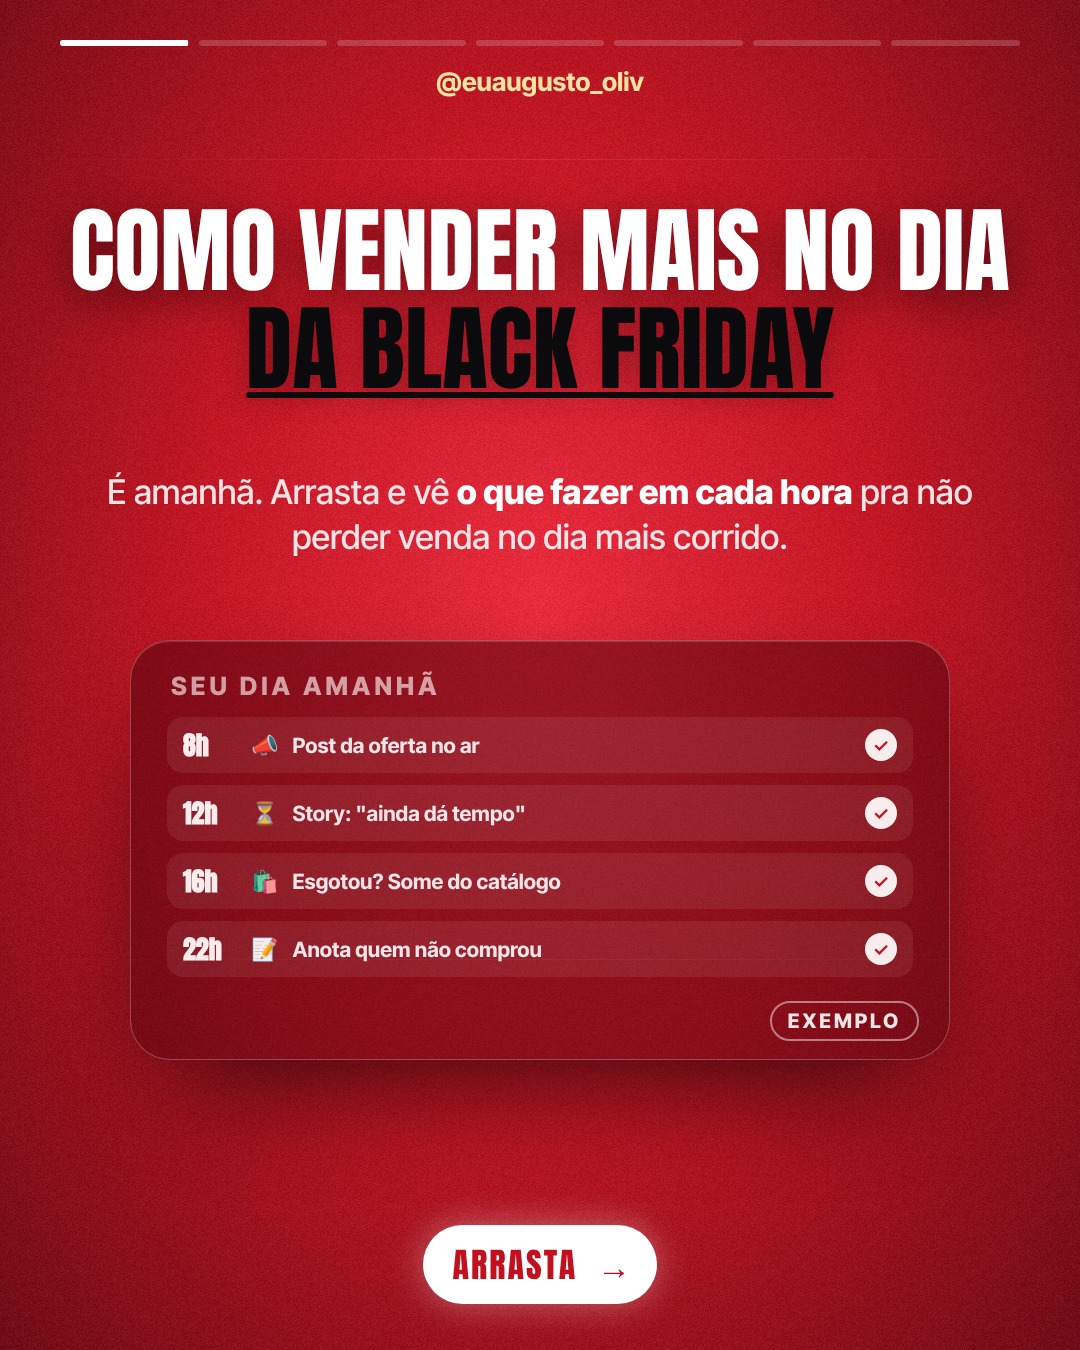 @euaugusto_oliv
COMO VENDER MAIS NO DIA
DA BLACK FRIDAY
É amanhã. Arrasta e vê o que fazer em cada hora pra não
perder venda no dia mais corrido.
SEU DIA AMANHÃ
8h 📣 Post da oferta no ar
12h ⏳ Story: "ainda dá tempo"
16h 🛍️ Esgotou? Some do catálogo
22h 📝 Anota quem não comprou
EXEMPLO
ARRASTA →